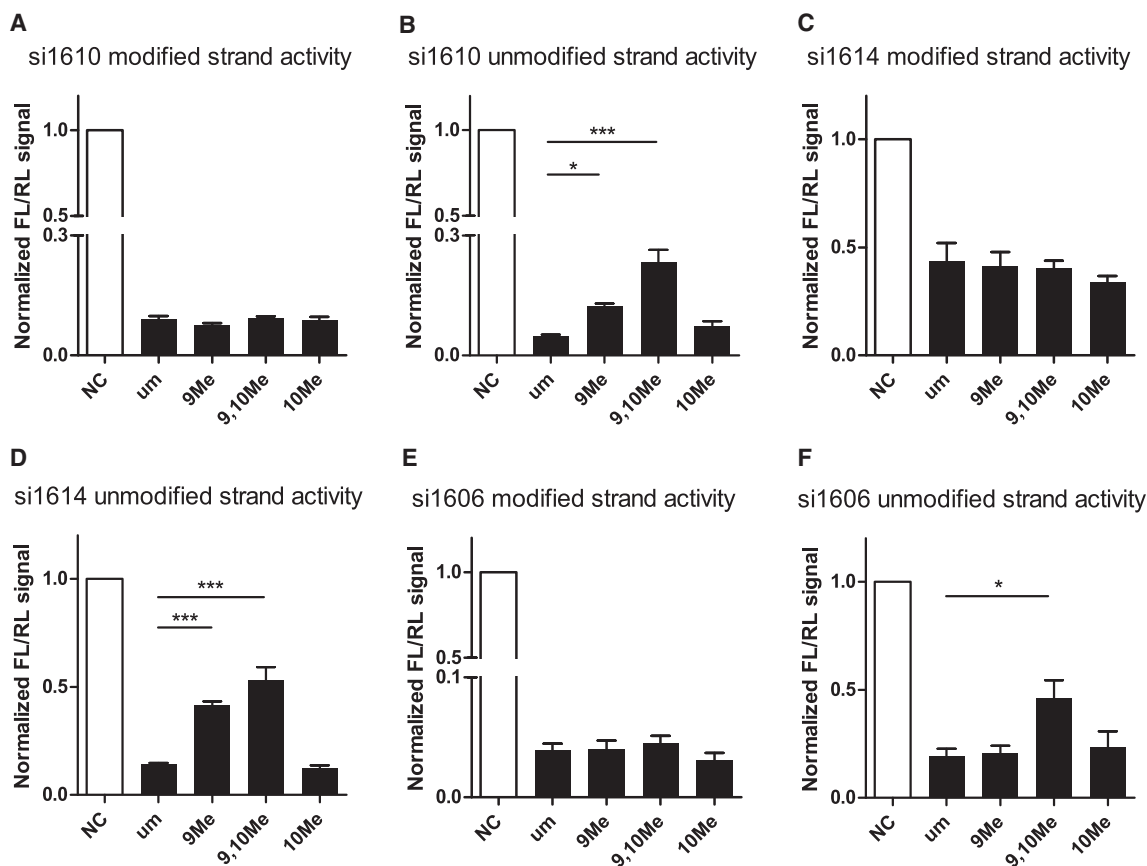 A
si1610 modified strand activity
Normalized FL/RL signal
1.0
0.5
0.3
0.0
NC
um
9Me
9,10Me
10Me
B
si1610 unmodified strand activity
Normalized FL/RL signal
1.0
0.5
0.3
0.0
***
*
NC
um
9Me
9,10Me
10Me
C
si1614 modified strand activity
Normalized FL/RL signal
1.0
0.5
0.0
NC
um
9Me
9,10Me
10Me
D
si1614 unmodified strand activity
Normalized FL/RL signal
1.0
0.5
0.0
***
***
NC
um
9Me
9,10Me
10Me
E
si1606 modified strand activity
Normalized FL/RL signal
1.0
0.5
0.1
0.0
NC
um
9Me
9,10Me
10Me
F
si1606 unmodified strand activity
Normalized FL/RL signal
1.0
0.5
0.0
*
NC
um
9Me
9,10Me
10Me